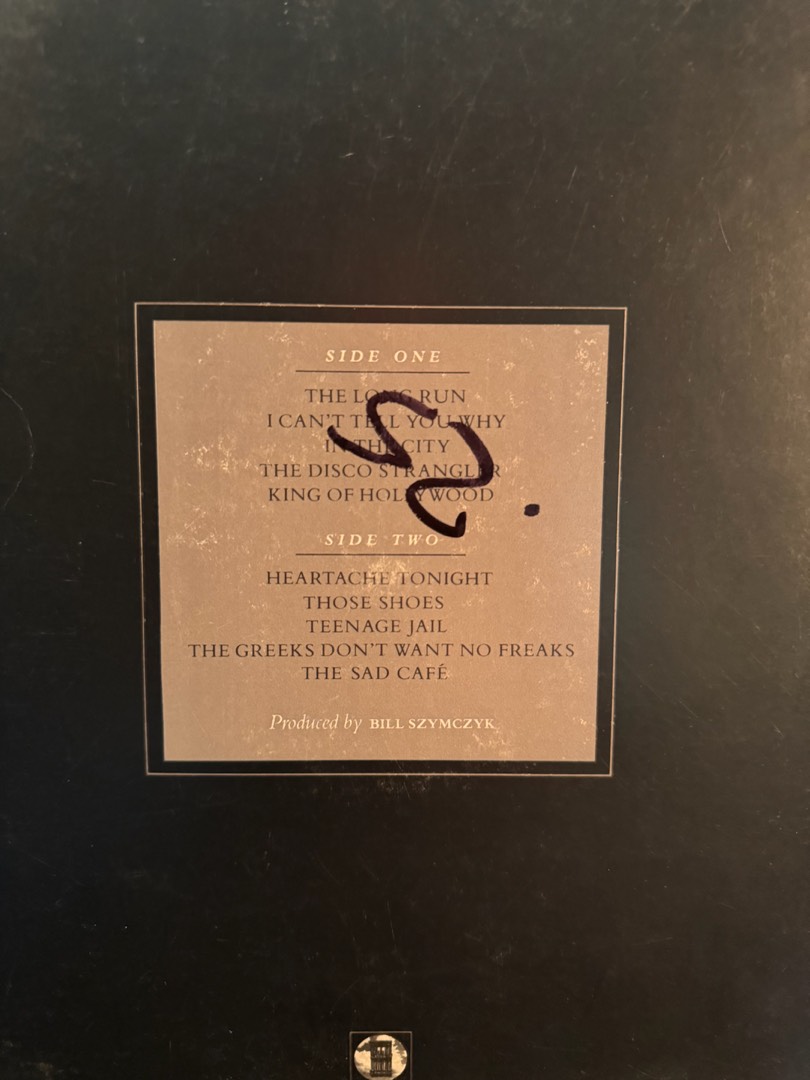 SIDE ONE
THE LONG RUN
I CAN'T TELL YOU WHY
IN THE CITY
THE DISCO STRANGLER
KING OF HOLLYWOOD
SIDE TWO
HEARTACHE TONIGHT
THOSE SHOES
TEENAGE JAIL
THE GREEKS DON'T WANT NO FREAKS
THE SAD CAFÉ
Produced by BILL SZYMCZYK